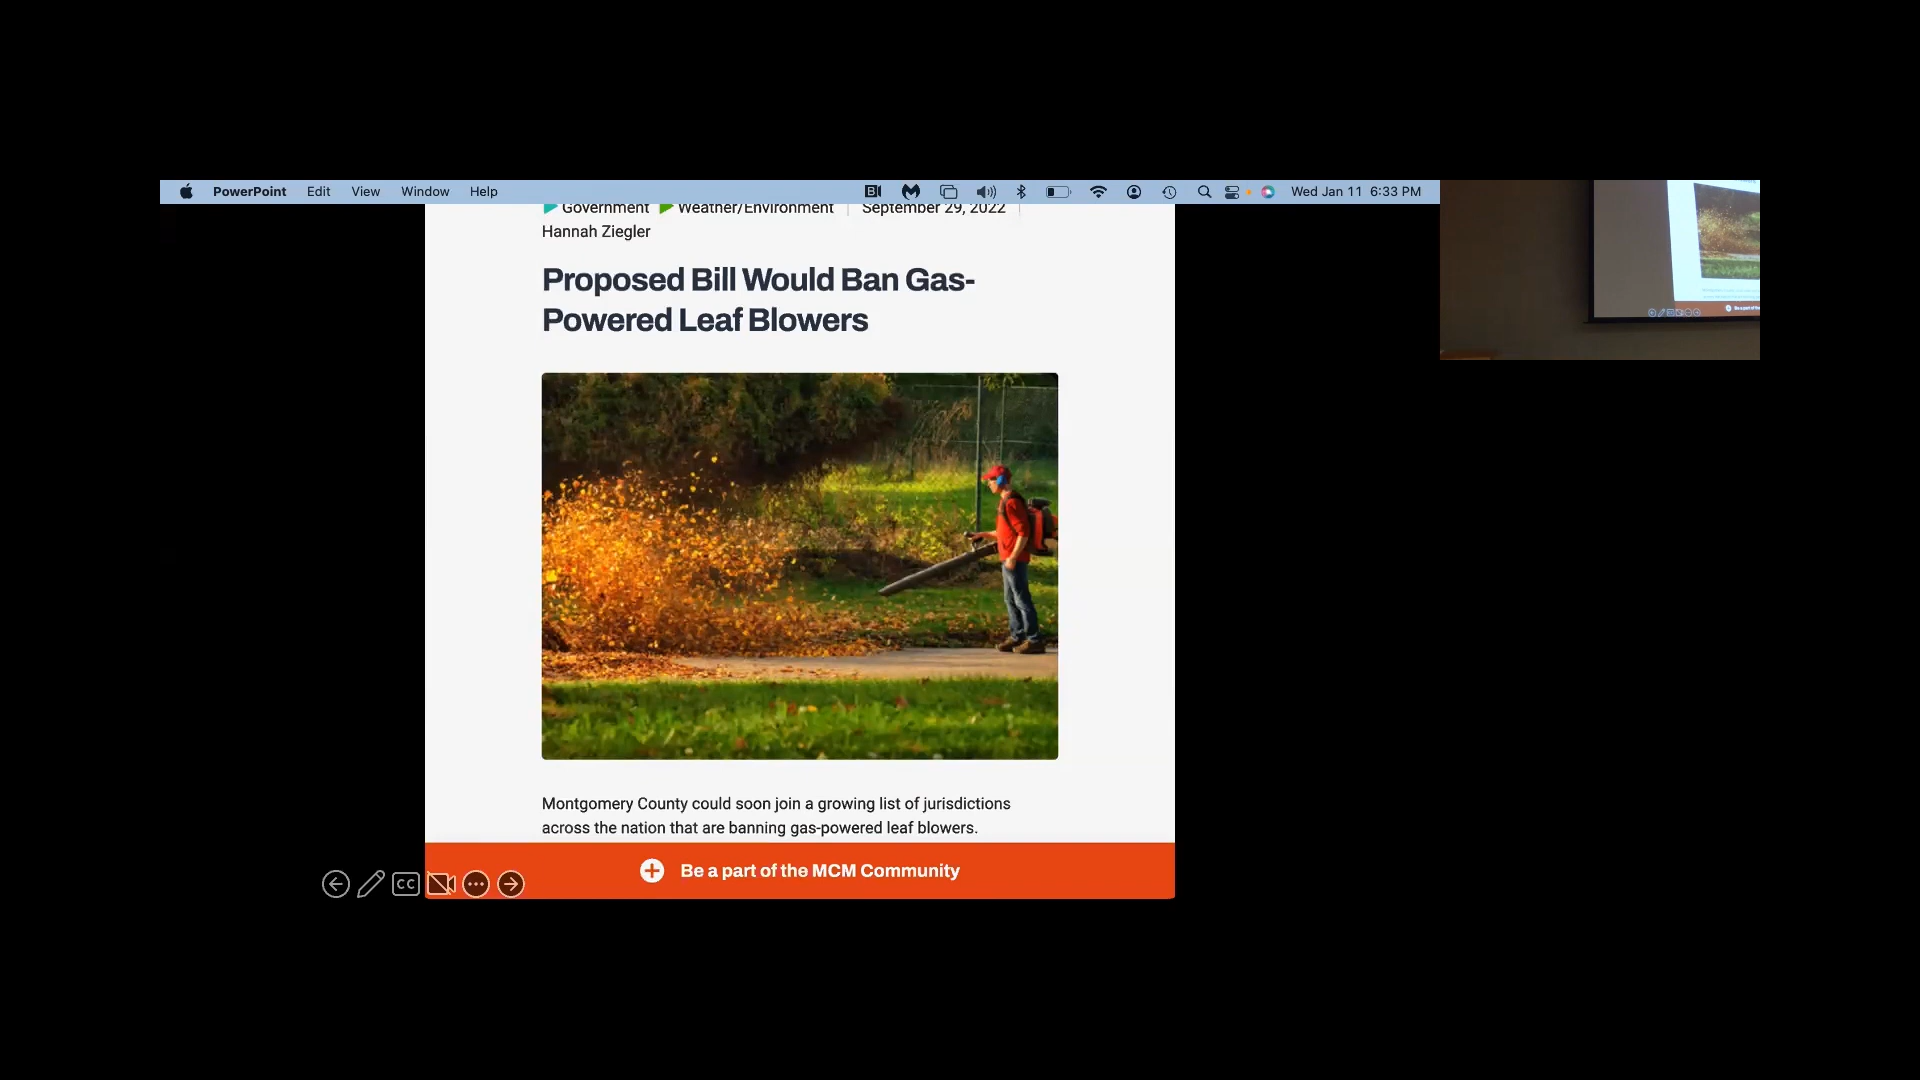 PowerPoint Edit View Window Help Wed Jan 11 6:33 PM
Government Weather/Environment September 29, 2022
Hannah Ziegler
Proposed Bill Would Ban Gas-
Powered Leaf Blowers
Montgomery County could soon join a growing list of jurisdictions
across the nation that are banning gas-powered leaf blowers.
CC
Be a part of the MCM Community